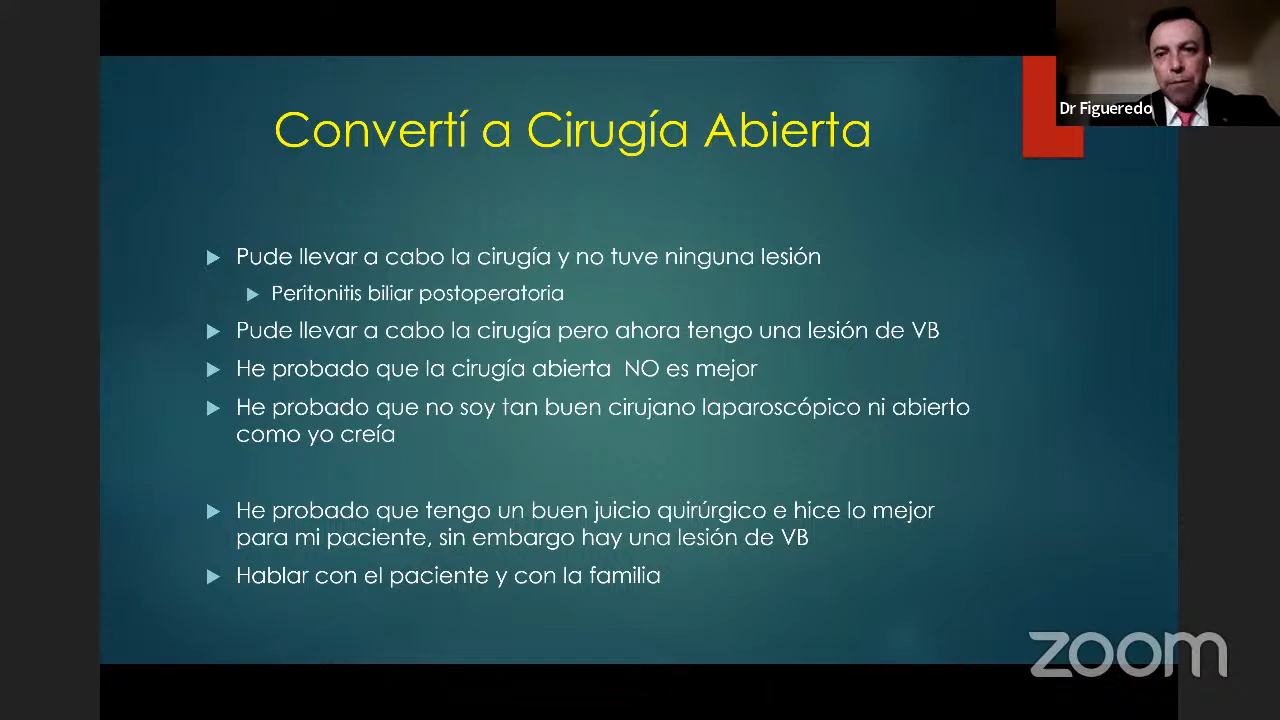 Dr Figueredo
Convertí a Cirugía Abierta
Pude llevar a cabo la cirugía y no tuve ninguna lesión
Peritonitis biliar postoperatoria
Pude llevar a cabo la cirugía pero ahora tengo una lesión de VB
He probado que la cirugía abierta NO es mejor
He probado que no soy tan buen cirujano laparoscópico ni abierto
como yo creía
He probado que tengo un buen juicio quirúrgico e hice lo mejor
para mi paciente, sin embargo hay una lesión de VB
Hablar con el paciente y con la familia
zoom